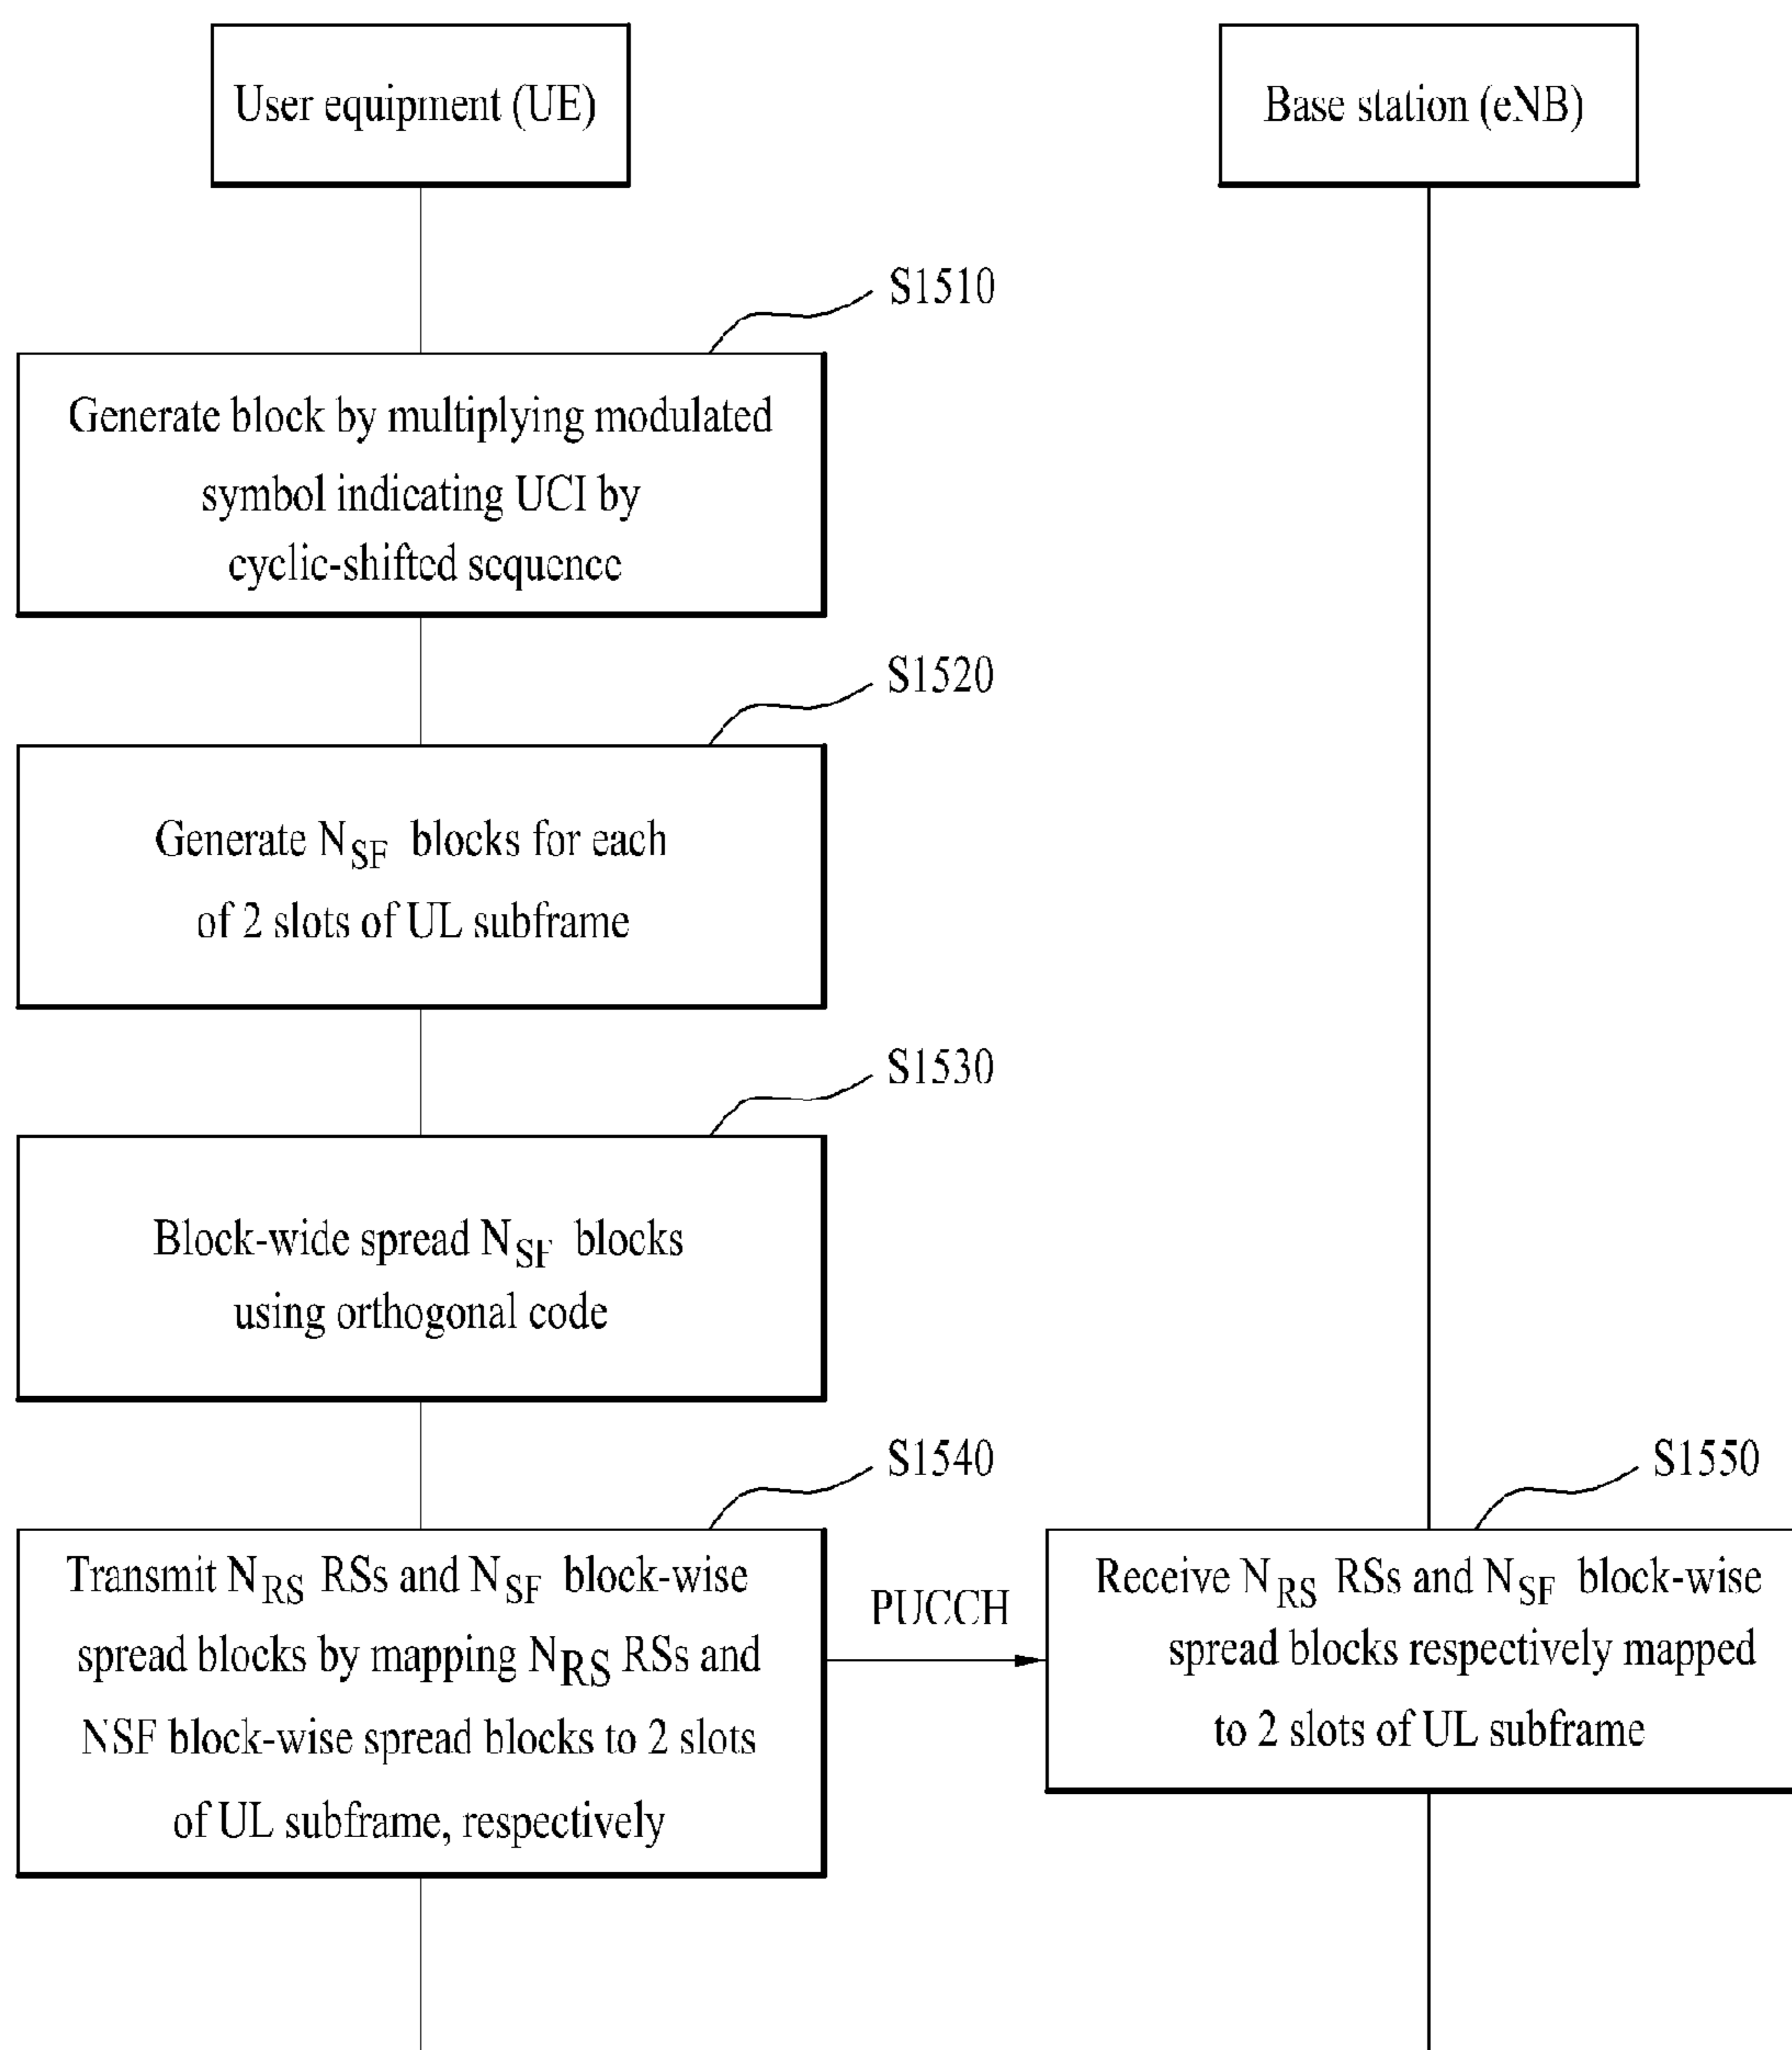 User equipment (UE)
Base station (eNB)
S1510
Generate block by multiplying modulated
symbol indicating UCI by
cyclic-shifted sequence
S1520
Generate NSF blocks for each
of 2 slots of UL subframe
S1530
Block-wide spread NSF blocks
using orthogonal code
S1540
Transmit NRS RSs and NSF block-wise
spread blocks by mapping NRS RSs and
NSF block-wise spread blocks to 2 slots
of UL subframe, respectively
PUCCH
S1550
Receive NRS RSs and NSF block-wise
spread blocks respectively mapped
to 2 slots of UL subframe